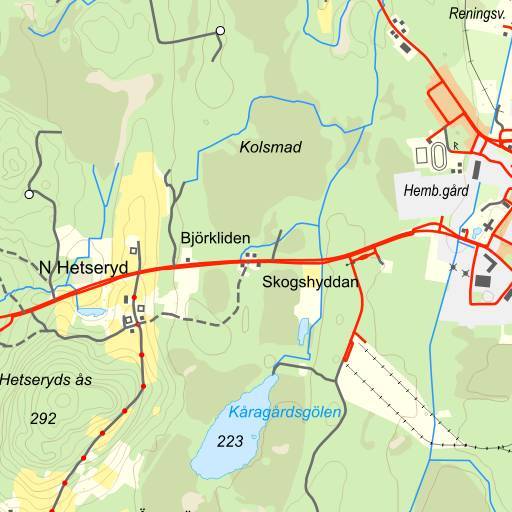 Reningsv.
Kolsmad
Hemb.gård
Björkliden
N Hetseryd
Skogshyddan
Hetseryds ås
292
Kåragårdsgölen
223